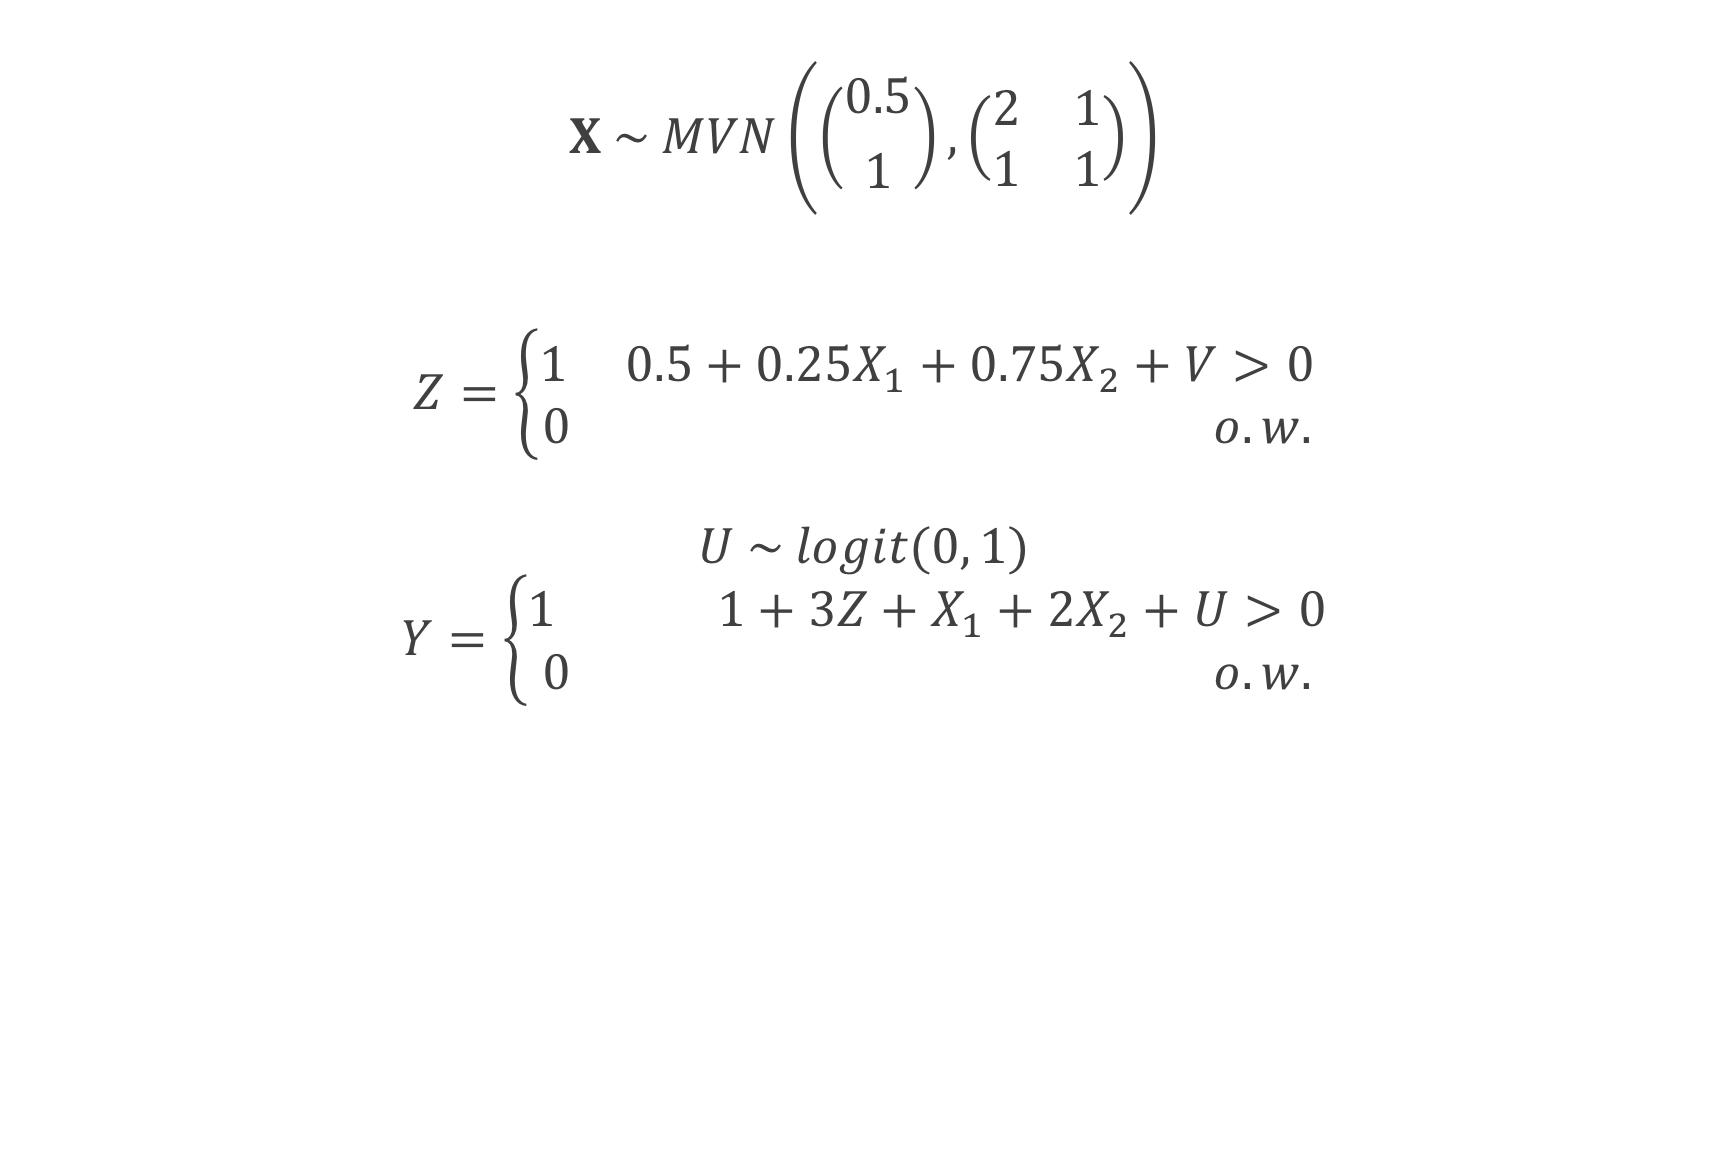 𝐗 ~ 𝑀𝑉𝑁 ( ( 0.5 1 ) , ( 2 1 1 1 ) )
𝑍 = { 1 0.5 + 0.25𝑋₁ + 0.75𝑋₂ + 𝑉 > 0
0 𝑜.𝑤.
𝑈 ~ 𝑙𝑜𝑔𝑖𝑡(0, 1)
𝑌 = { 1 1 + 3𝑍 + 𝑋₁ + 2𝑋₂ + 𝑈 > 0
0 𝑜.𝑤.